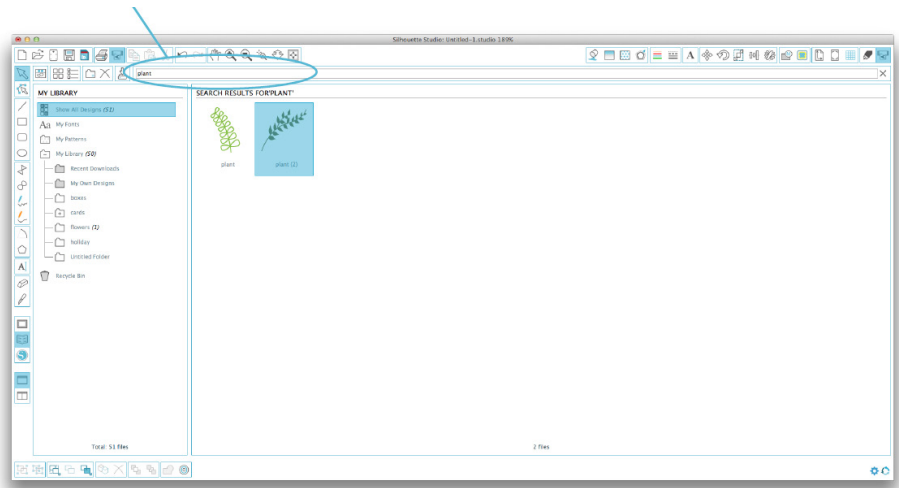 Silhouette Studio: Untitled-1.studio 189%
plant
MY LIBRARY
Show All Designs (51)
Aa My Fonts
My Patterns
My Library (50)
Recent Downloads
My Own Designs
boxes
cards
flowers (1)
holiday
Untitled Folder
Recycle Bin
Total: 51 files
SEARCH RESULTS FOR'PLANT'
plant
plant (2)
2 files